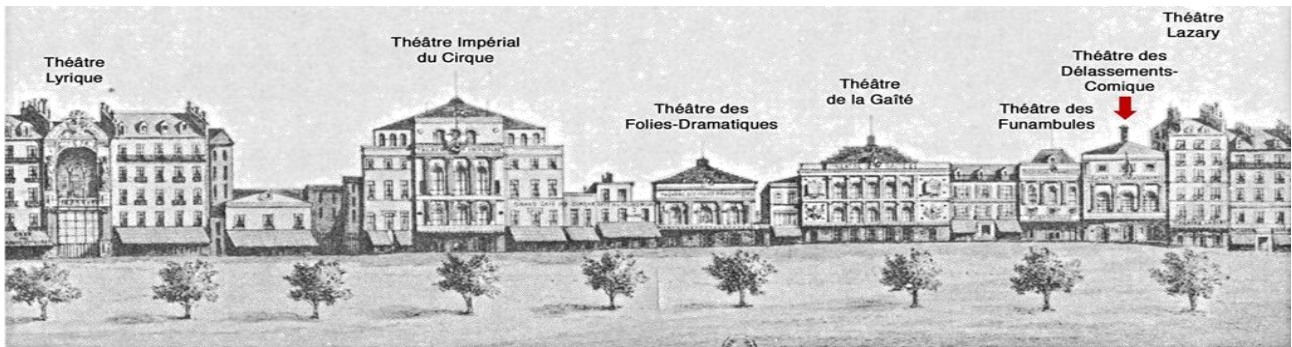 Théâtre
Lyrique
Théâtre Impérial
du Cirque
Théâtre des
Folies-Dramatiques
Théâtre
de la Gaîté
Théâtre des
Funambules
Théâtre des
Délassements-
Comique
Théâtre
Lazary